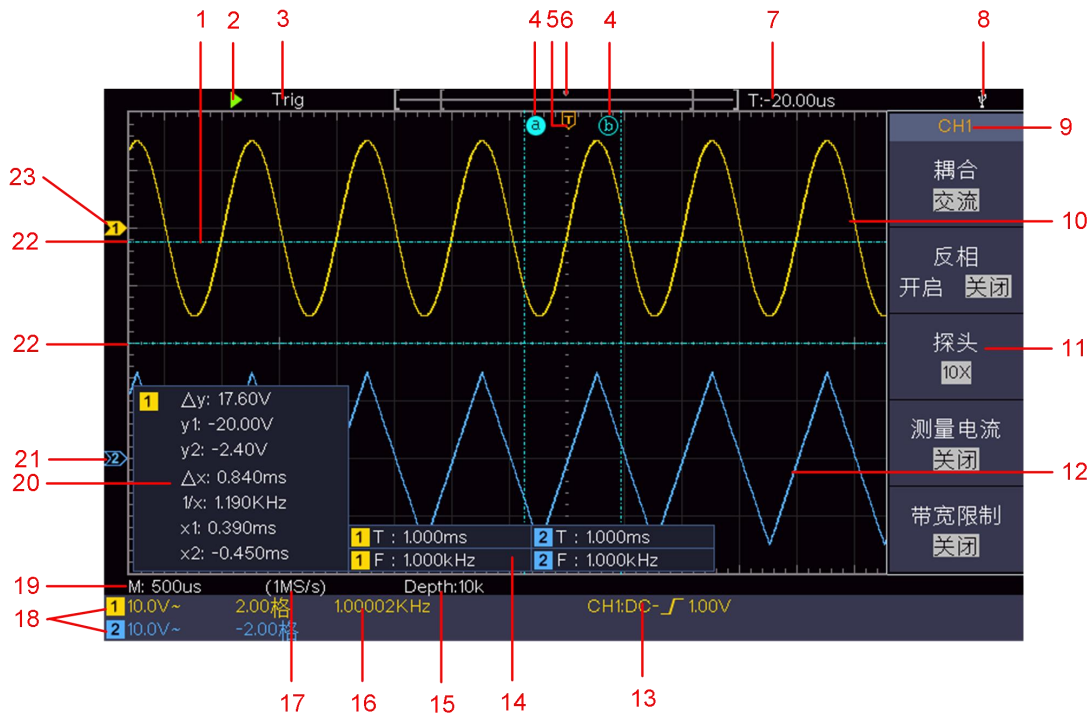 1 2 3 4 5 6 4 7 8
Trig T:-20.00us
a T b
CH1 9
耦合
交流
23
1
10
22
反相
开启 关闭
22
探头 11
10X
1 △y: 17.60V
y1: -20.00V
y2: -2.40V
△x: 0.840ms
1/x: 1.190KHz
x1: 0.390ms
x2: -0.450ms
测量电流
关闭
21 2
20
12
带宽限制
关闭
1 T : 1.000ms 2 T : 1.000ms
1 F : 1.000kHz 2 F : 1.000kHz
19 M: 500us (1MS/s) Depth:10k
18
1 10.0V~ 2.00格 1.00002KHz CH1:DC- 1.00V
2 10.0V~ -2.00格
17 16 15 14 13